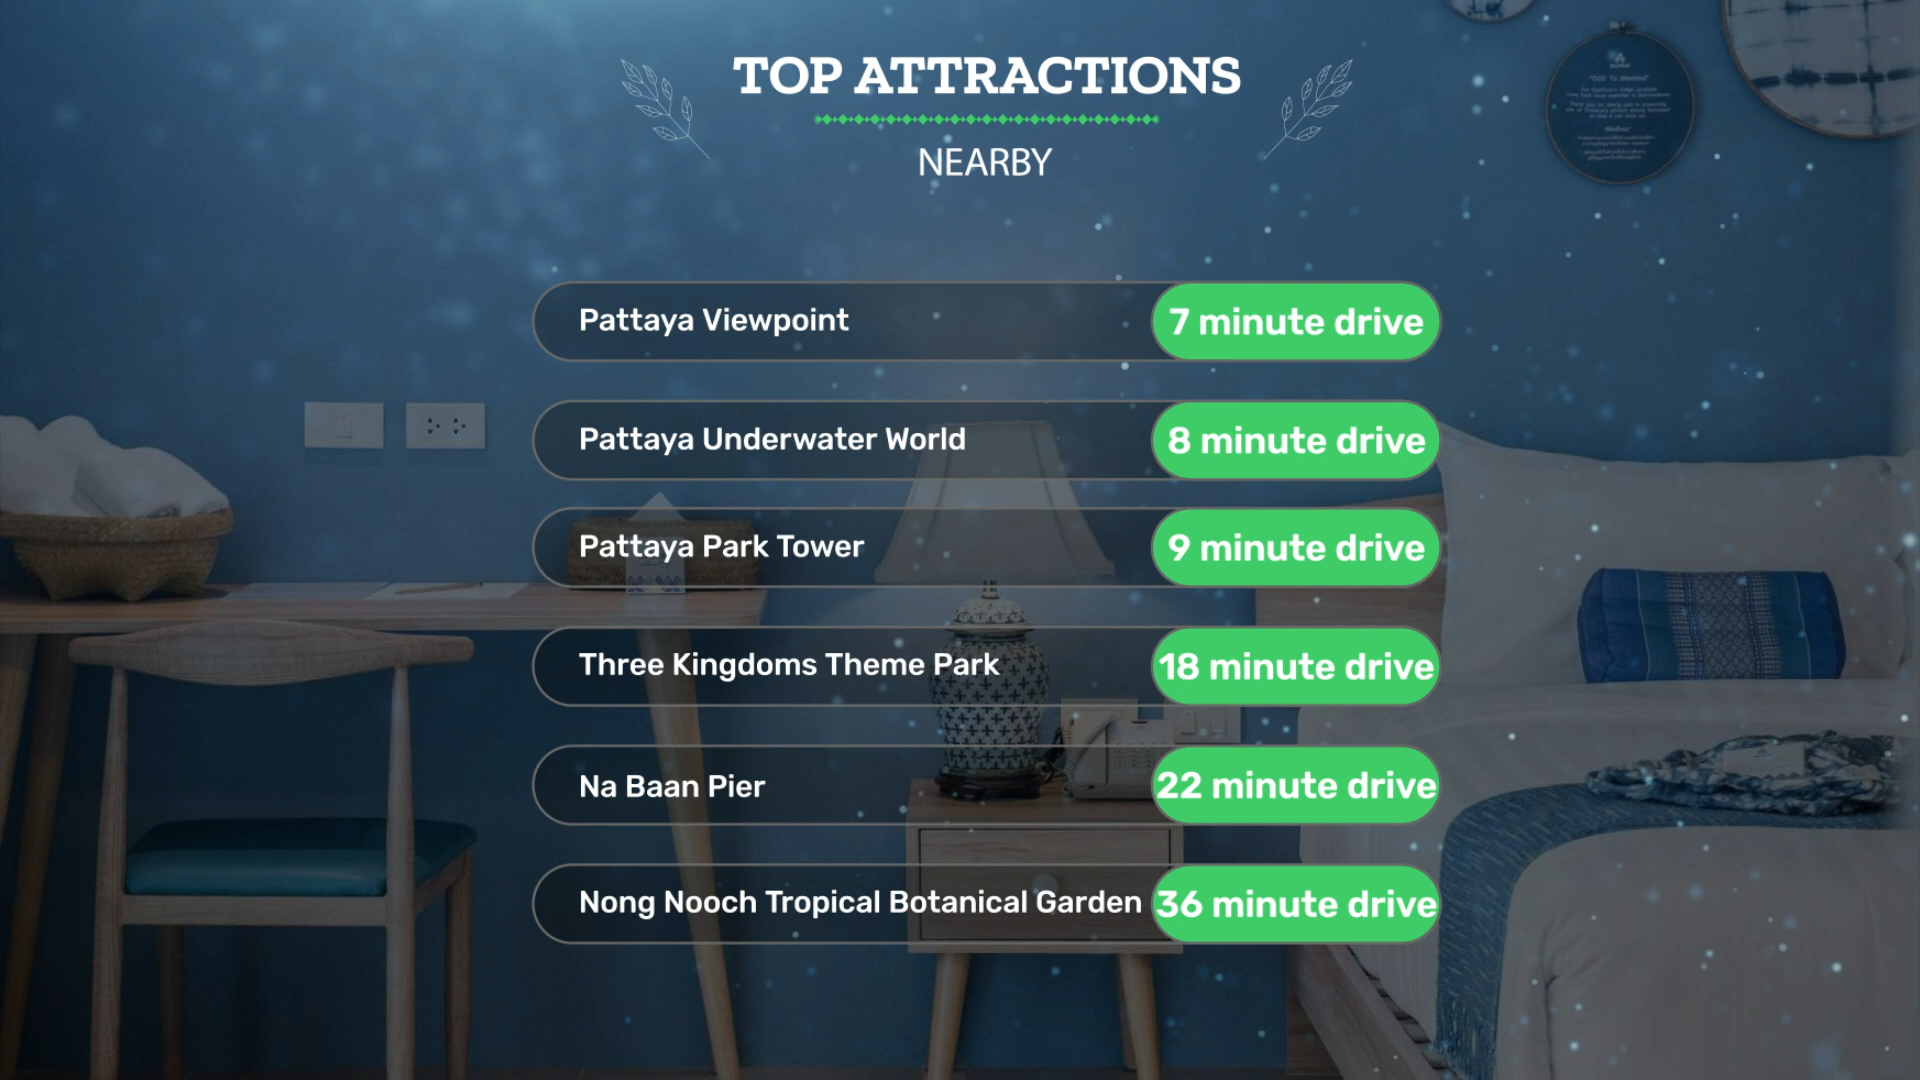 TOP ATTRACTIONS
NEARBY
Pattaya Viewpoint
7 minute drive
Pattaya Underwater World
8 minute drive
Pattaya Park Tower
9 minute drive
Three Kingdoms Theme Park
18 minute drive
Na Baan Pier
22 minute drive
Nong Nooch Tropical Botanical Garden
36 minute drive